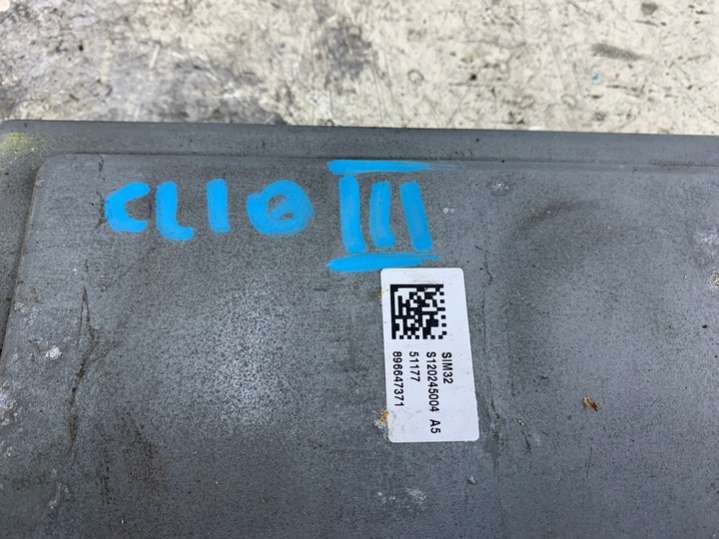 CLIO III
SIM32
S120245004 A5
51177
896647371